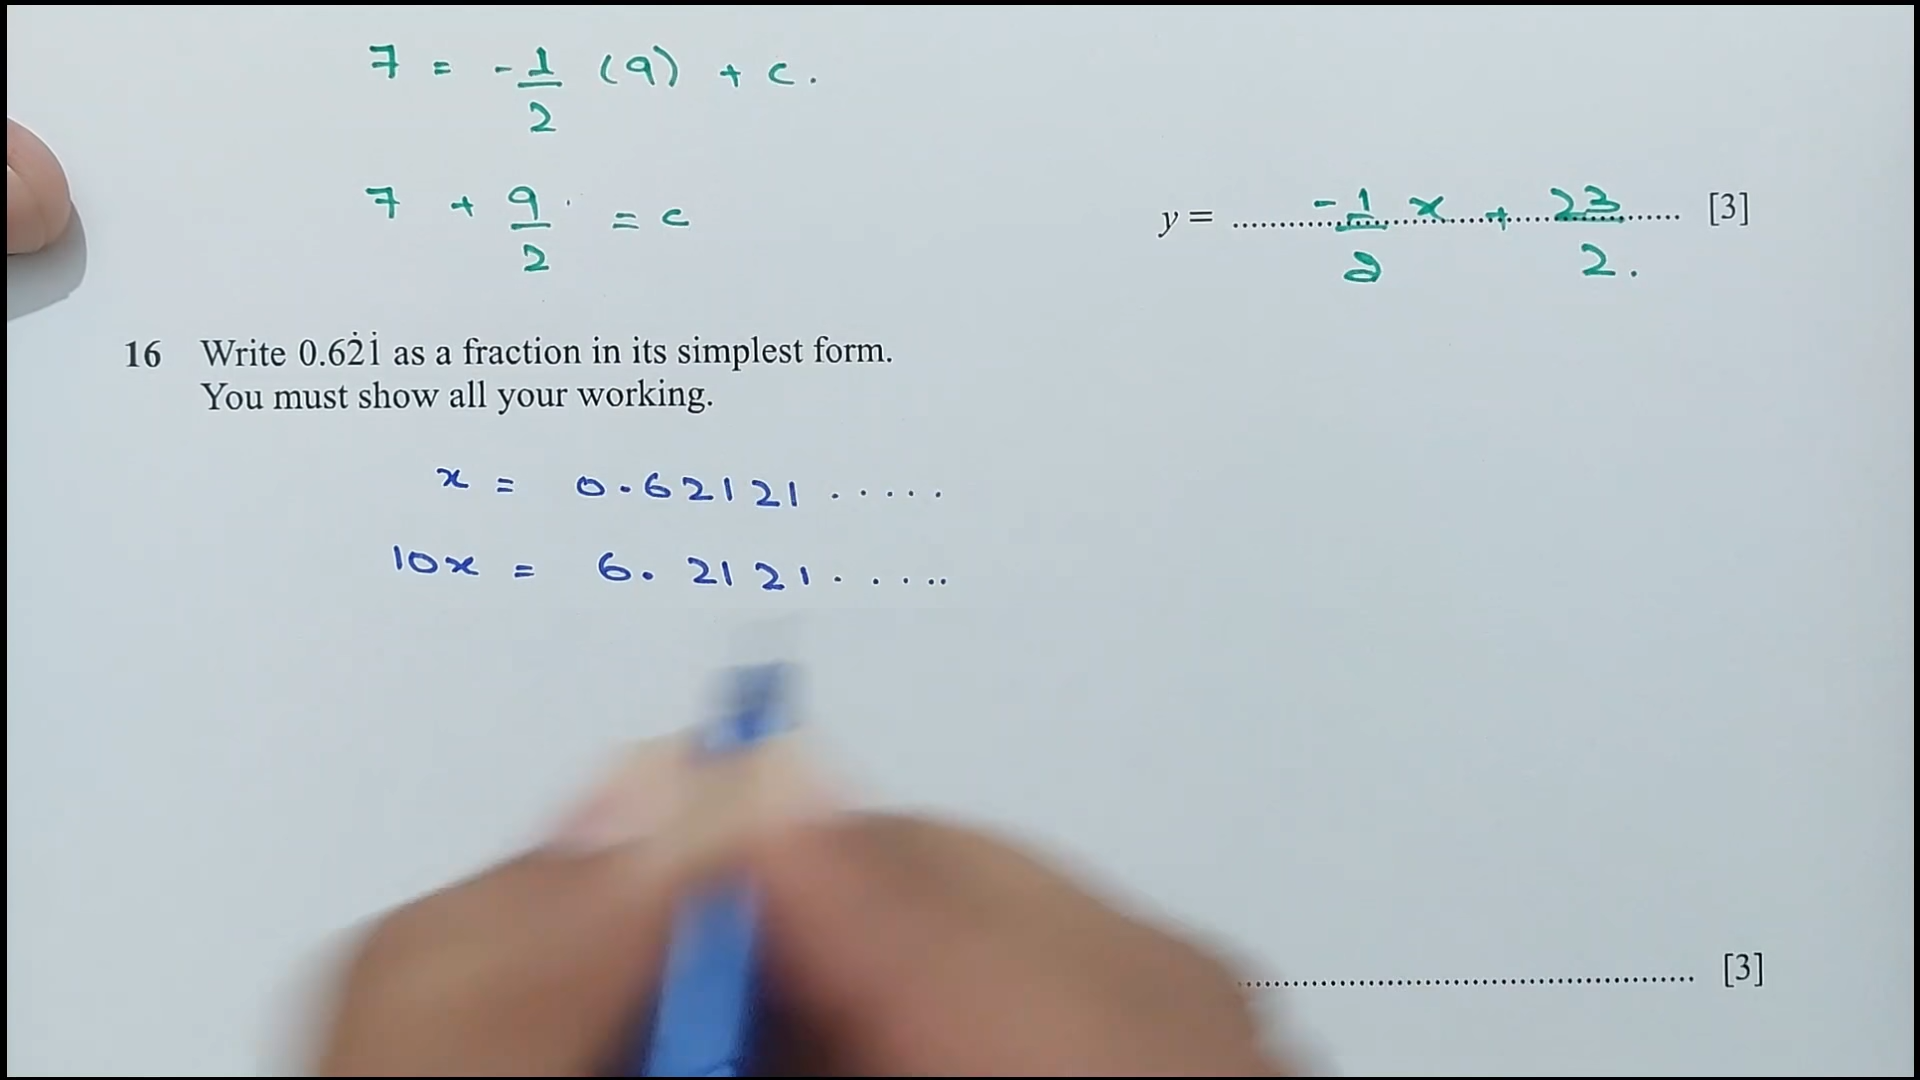 7 = -1/2 (9) + c.
7 + 9/2 = c
y = -1/2 x + 23/2. [3]
16 Write 0.62̇1̇ as a fraction in its simplest form.
You must show all your working.
x = 0.62121 .....
10x = 6.2121.....
[3]